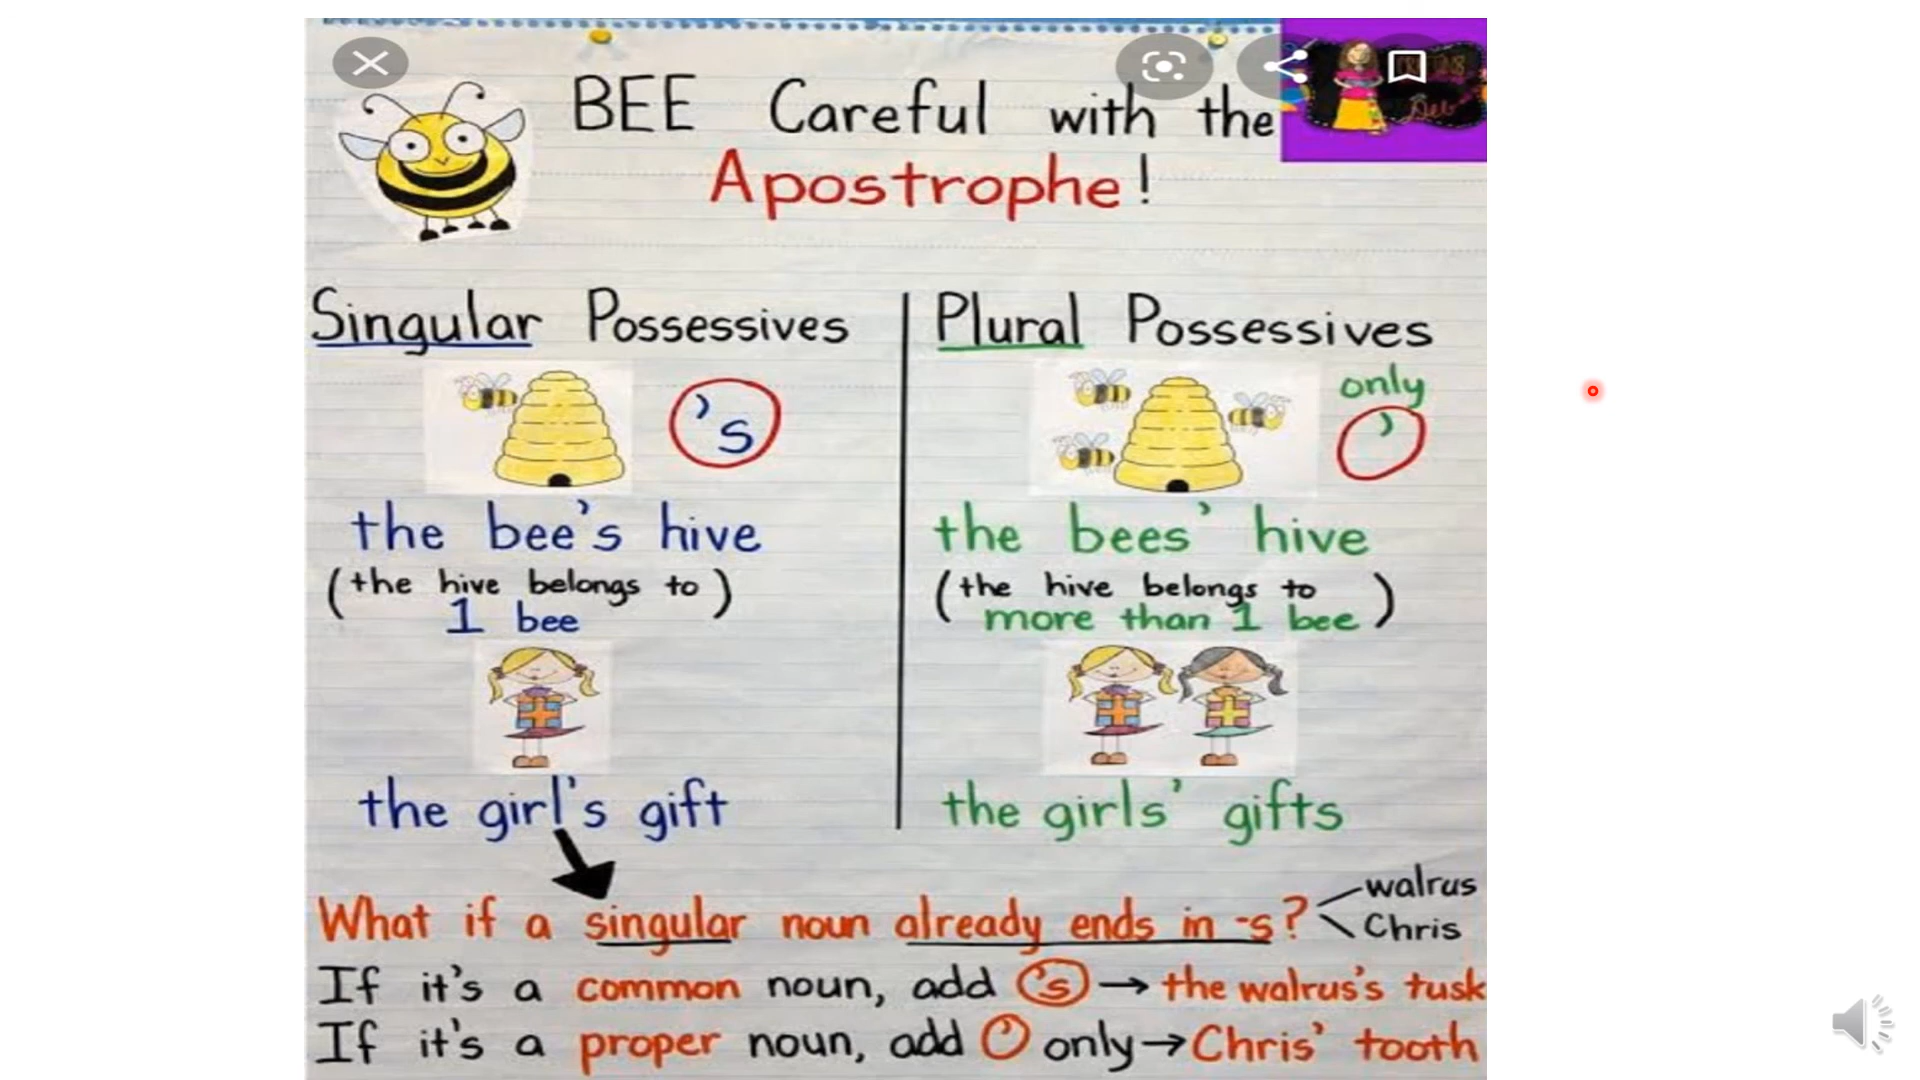 BEE Careful with the
Apostrophe!
Deb
Singular Possessives
's
the bee's hive
(the hive belongs to)
1 bee
the girl's gift
Plural Possessives
only
'
the bees' hive
(the hive belongs to)
more than 1 bee
the girls' gifts
What if a singular noun already ends in -s?
walrus
Chris
If it's a common noun, add 's → the walrus's tusk
If it's a proper noun, add ' only → Chris' tooth